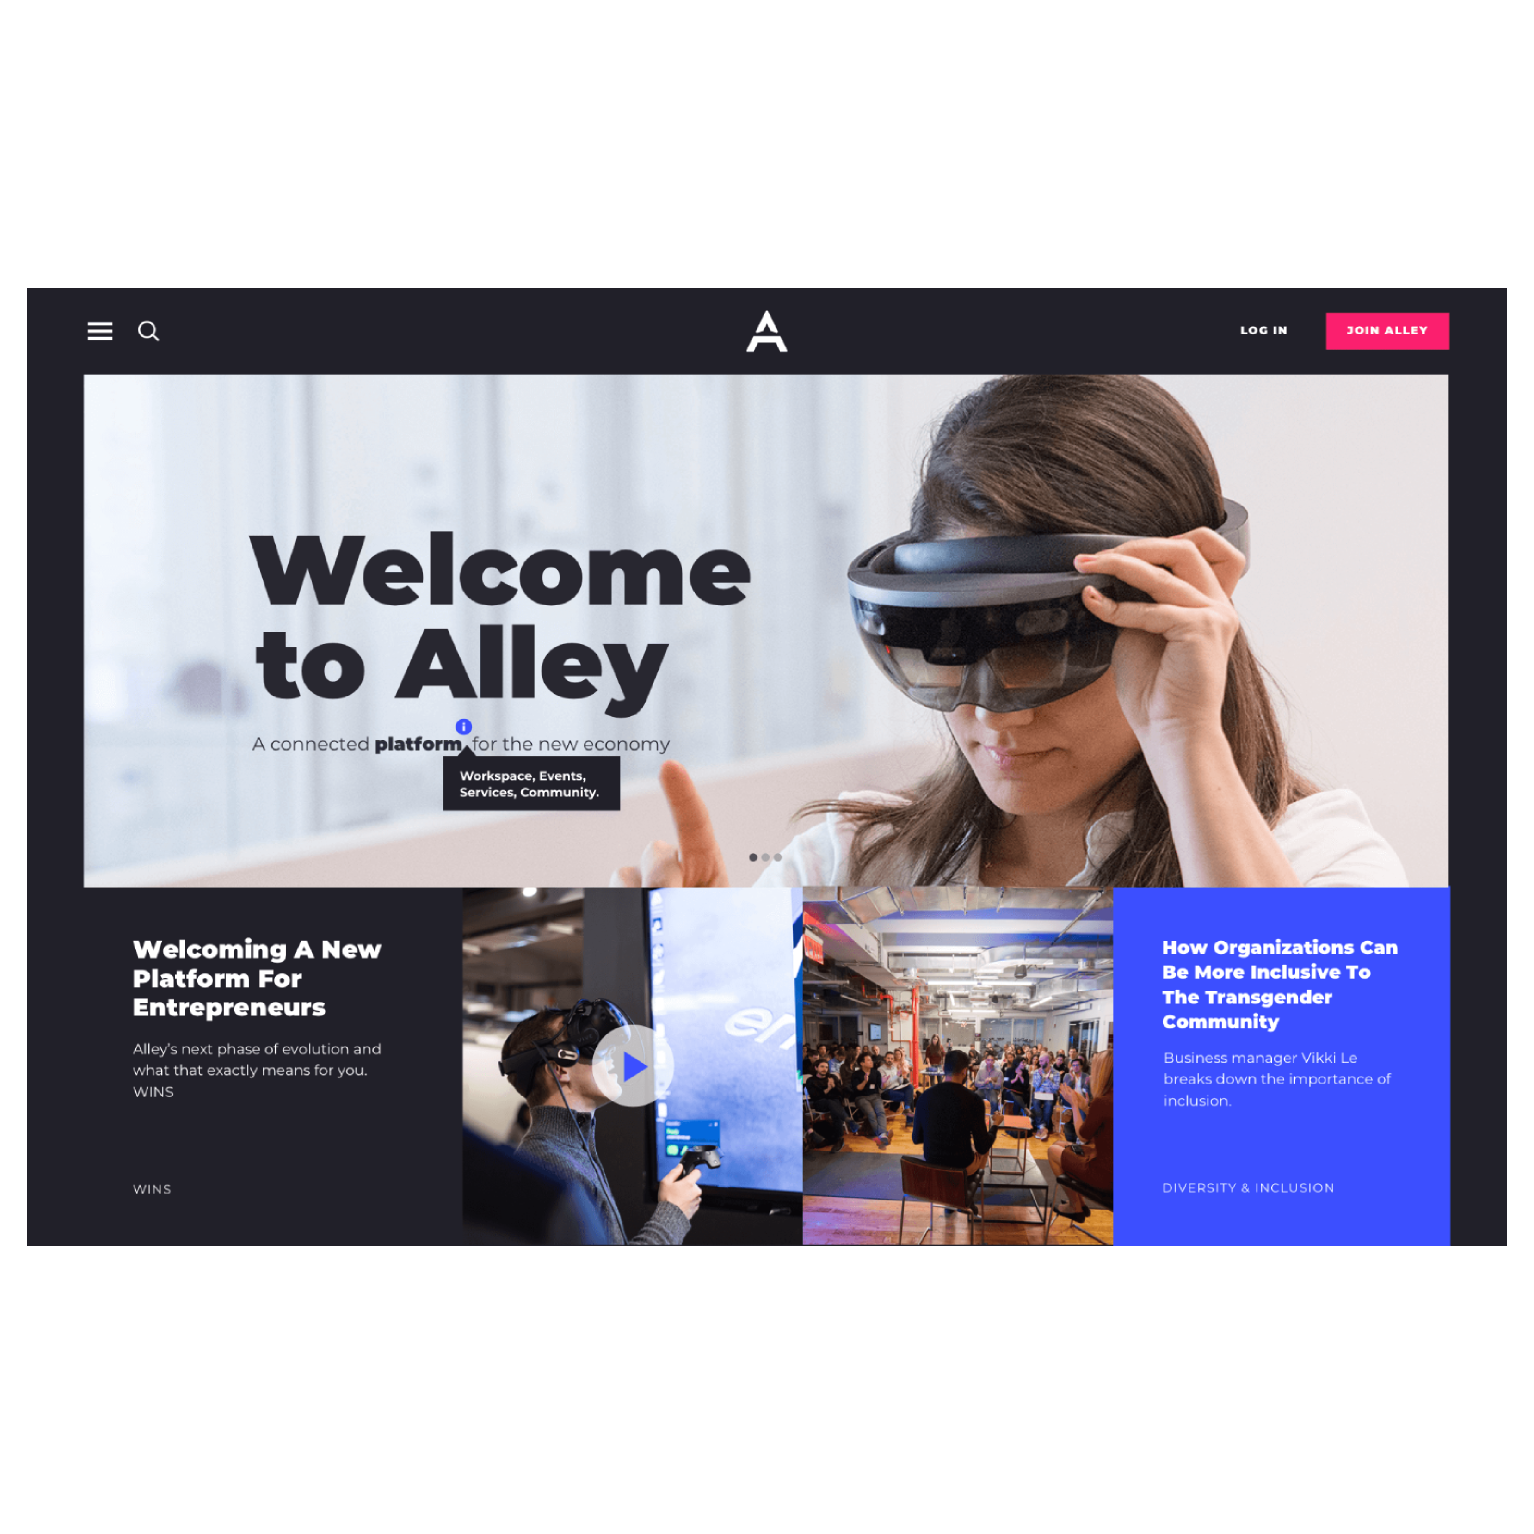 LOG IN
JOIN ALLEY
Welcome
to Alley
A connected platform for the new economy
Workspace, Events,
Services, Community.
Welcoming A New
Platform For
Entrepreneurs
Alley's next phase of evolution and
what that exactly means for you.
WINS
WINS
How Organizations Can
Be More Inclusive To
The Transgender
Community
Business manager Vikki Le
breaks down the importance of
inclusion.
DIVERSITY & INCLUSION